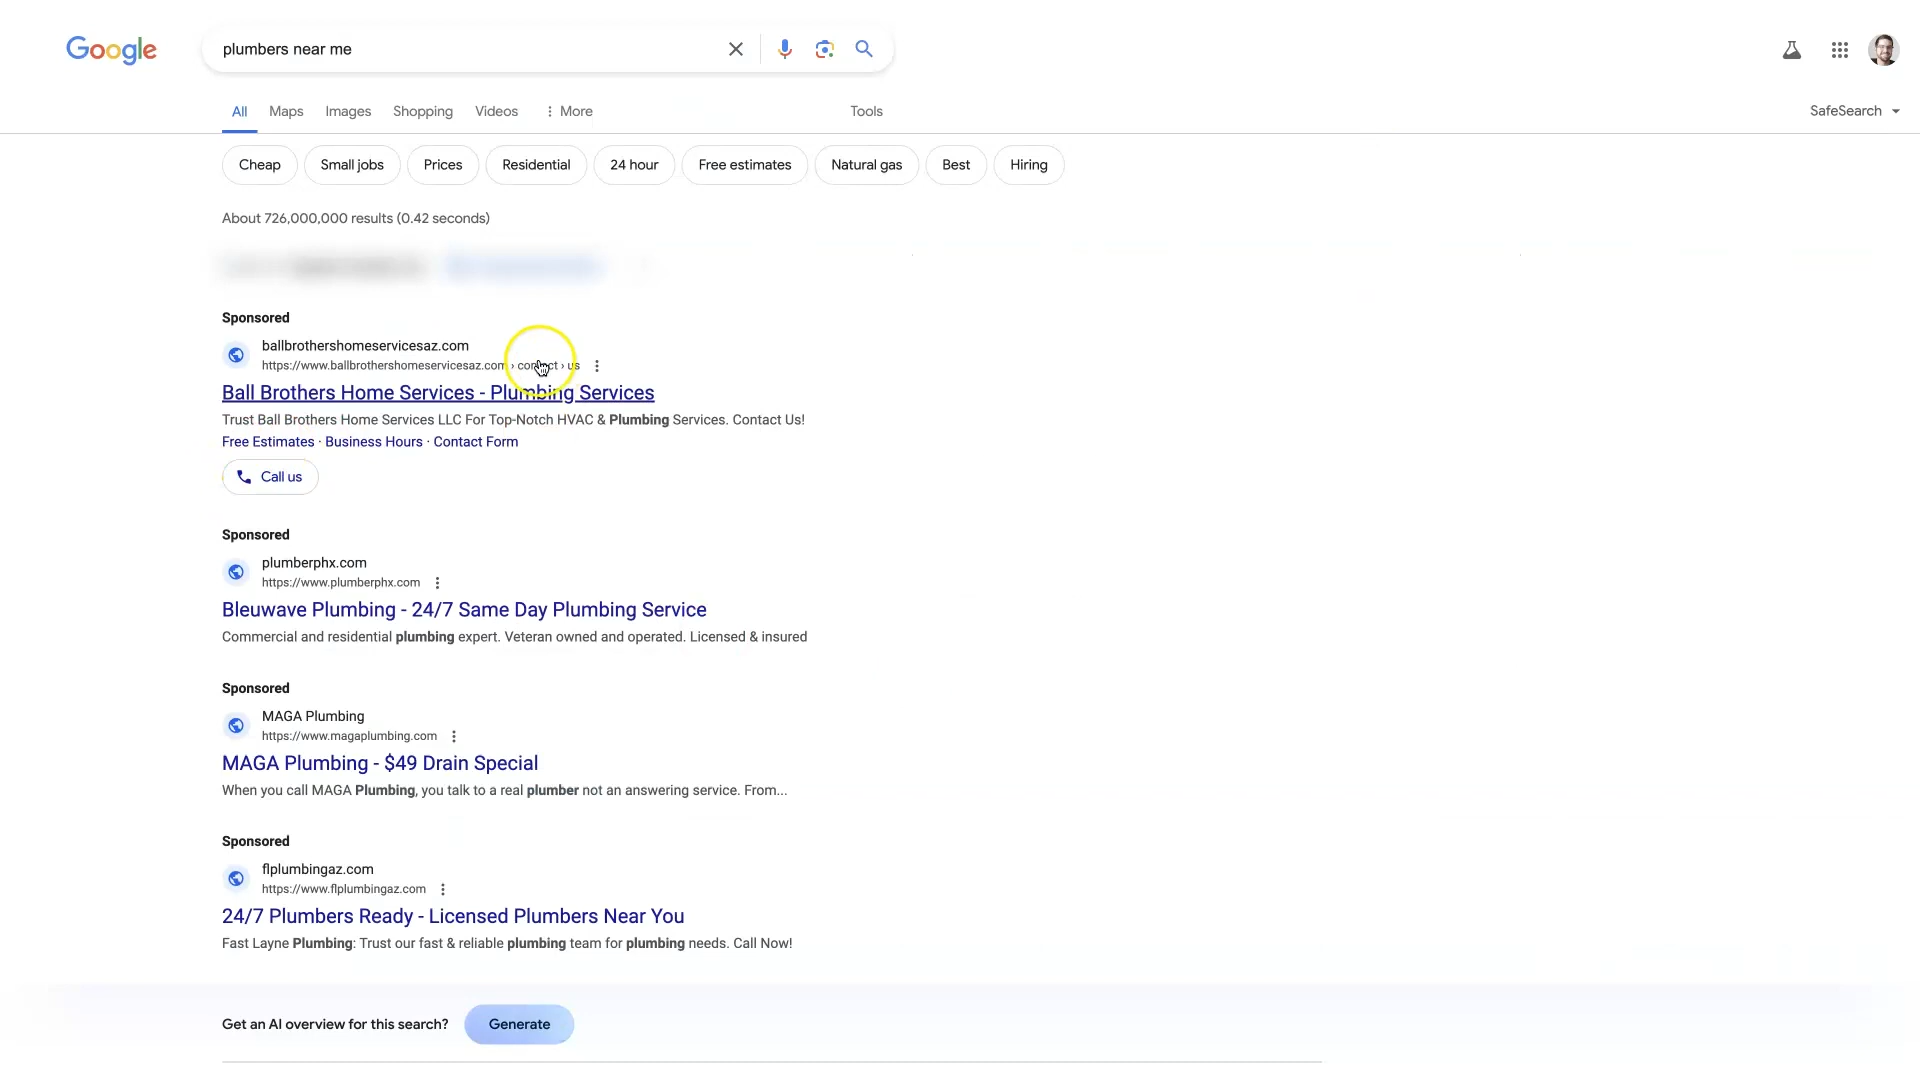 Google
plumbers near me
All Maps Images Shopping Videos More Tools
SafeSearch
Cheap Small jobs Prices Residential 24 hour Free estimates Natural gas Best Hiring
About 726,000,000 results (0.42 seconds)
Sponsored
ballbrothershomeservicesaz.com
https://www.ballbrothershomeservicesaz.com › contact › us
Ball Brothers Home Services - Plumbing Services
Trust Ball Brothers Home Services LLC For Top-Notch HVAC & Plumbing Services. Contact Us!
Free Estimates · Business Hours · Contact Form
Call us
Sponsored
plumberphx.com
https://www.plumberphx.com
Bleuwave Plumbing - 24/7 Same Day Plumbing Service
Commercial and residential plumbing expert. Veteran owned and operated. Licensed & insured
Sponsored
MAGA Plumbing
https://www.magaplumbing.com
MAGA Plumbing - $49 Drain Special
When you call MAGA Plumbing, you talk to a real plumber not an answering service. From...
Sponsored
flplumbingaz.com
https://www.flplumbingaz.com
24/7 Plumbers Ready - Licensed Plumbers Near You
Fast Layne Plumbing: Trust our fast & reliable plumbing team for plumbing needs. Call Now!
Get an AI overview for this search? Generate